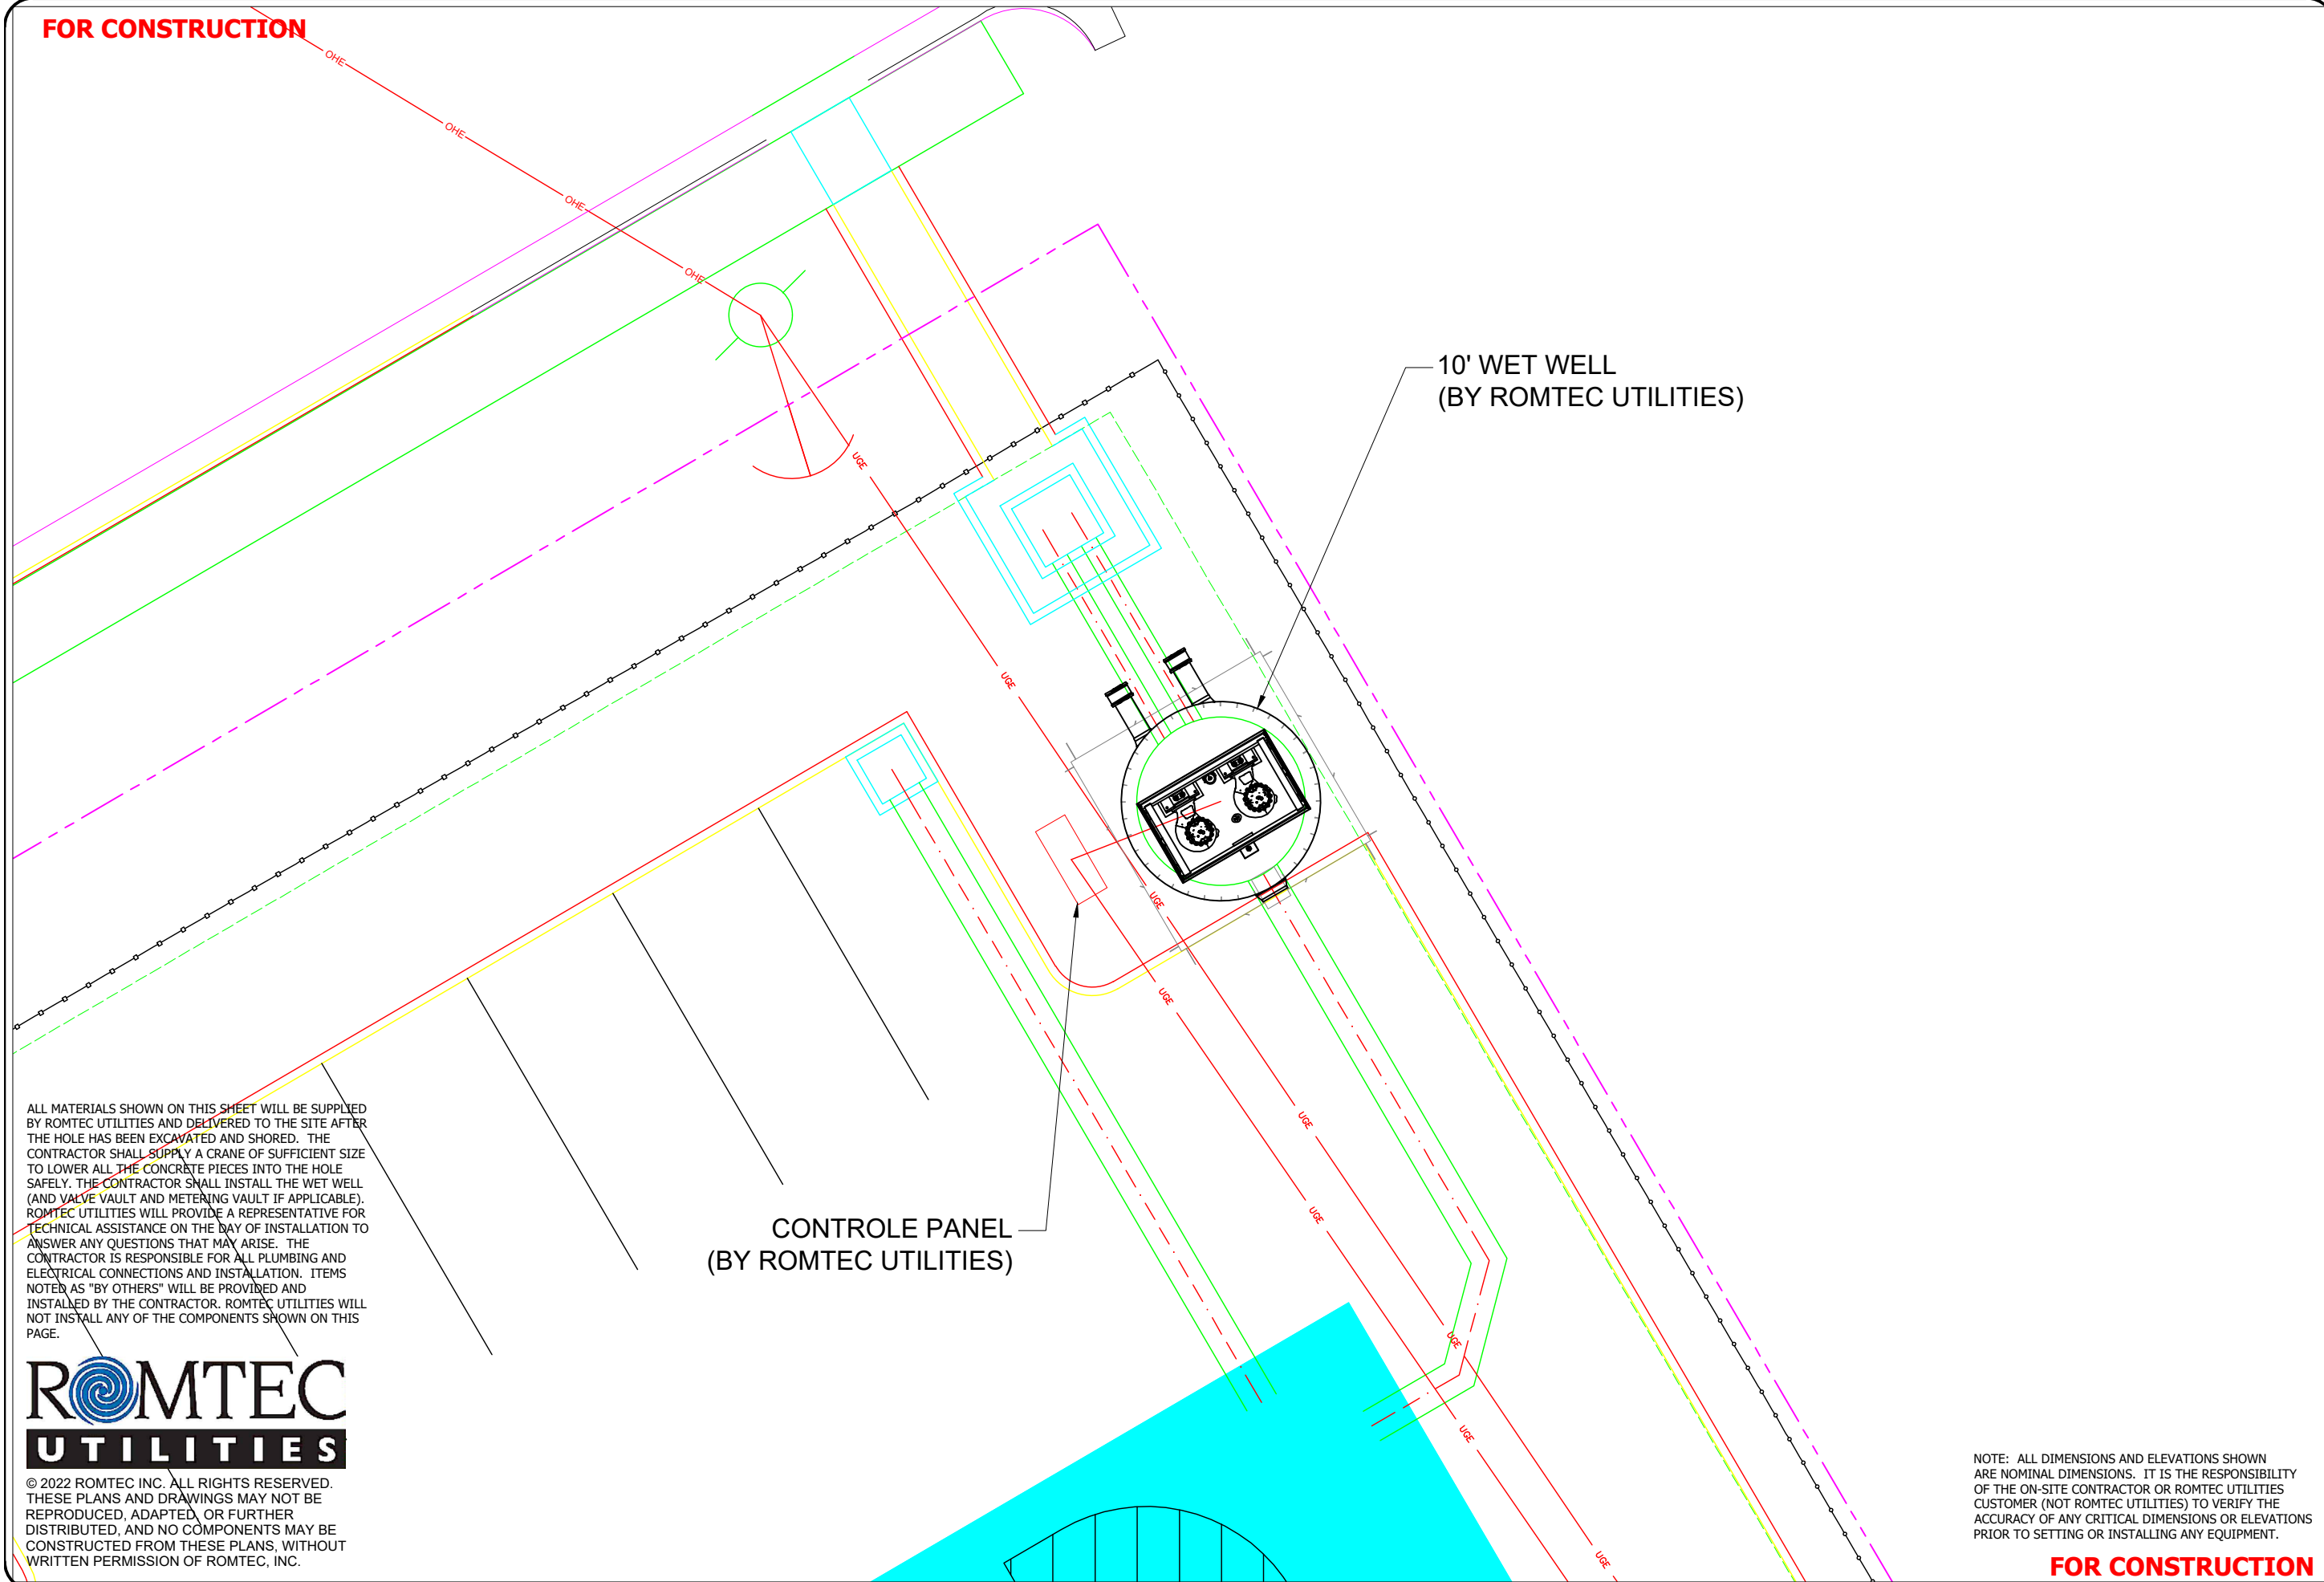 FOR CONSTRUCTION
OHE
OHE
OHE
OHE
10' WET WELL
(BY ROMTEC UTILITIES)
UGE
UGE
UGE
UGE
UGE
UGE
UGE
UGE
UGE
CONTROLE PANEL
(BY ROMTEC UTILITIES)
ALL MATERIALS SHOWN ON THIS SHEET WILL BE SUPPLIED
BY ROMTEC UTILITIES AND DELIVERED TO THE SITE AFTER
THE HOLE HAS BEEN EXCAVATED AND SHORED.  THE
CONTRACTOR SHALL SUPPLY A CRANE OF SUFFICIENT SIZE
TO LOWER ALL THE CONCRETE PIECES INTO THE HOLE
SAFELY. THE CONTRACTOR SHALL INSTALL THE WET WELL
(AND VALVE VAULT AND METERING VAULT IF APPLICABLE).
ROMTEC UTILITIES WILL PROVIDE A REPRESENTATIVE FOR
TECHNICAL ASSISTANCE ON THE DAY OF INSTALLATION TO
ANSWER ANY QUESTIONS THAT MAY ARISE.  THE
CONTRACTOR IS RESPONSIBLE FOR ALL PLUMBING AND
ELECTRICAL CONNECTIONS AND INSTALLATION.  ITEMS
NOTED AS "BY OTHERS" WILL BE PROVIDED AND
INSTALLED BY THE CONTRACTOR. ROMTEC UTILITIES WILL
NOT INSTALL ANY OF THE COMPONENTS SHOWN ON THIS
PAGE.
ROMTEC
UTILITIES
© 2022 ROMTEC INC. ALL RIGHTS RESERVED.
THESE PLANS AND DRAWINGS MAY NOT BE
REPRODUCED, ADAPTED, OR FURTHER
DISTRIBUTED, AND NO COMPONENTS MAY BE
CONSTRUCTED FROM THESE PLANS, WITHOUT
WRITTEN PERMISSION OF ROMTEC, INC.
NOTE:  ALL DIMENSIONS AND ELEVATIONS SHOWN
ARE NOMINAL DIMENSIONS.  IT IS THE RESPONSIBILITY
OF THE ON-SITE CONTRACTOR OR ROMTEC UTILITIES
CUSTOMER (NOT ROMTEC UTILITIES) TO VERIFY THE
ACCURACY OF ANY CRITICAL DIMENSIONS OR ELEVATIONS
PRIOR TO SETTING OR INSTALLING ANY EQUIPMENT.
FOR CONSTRUCTION